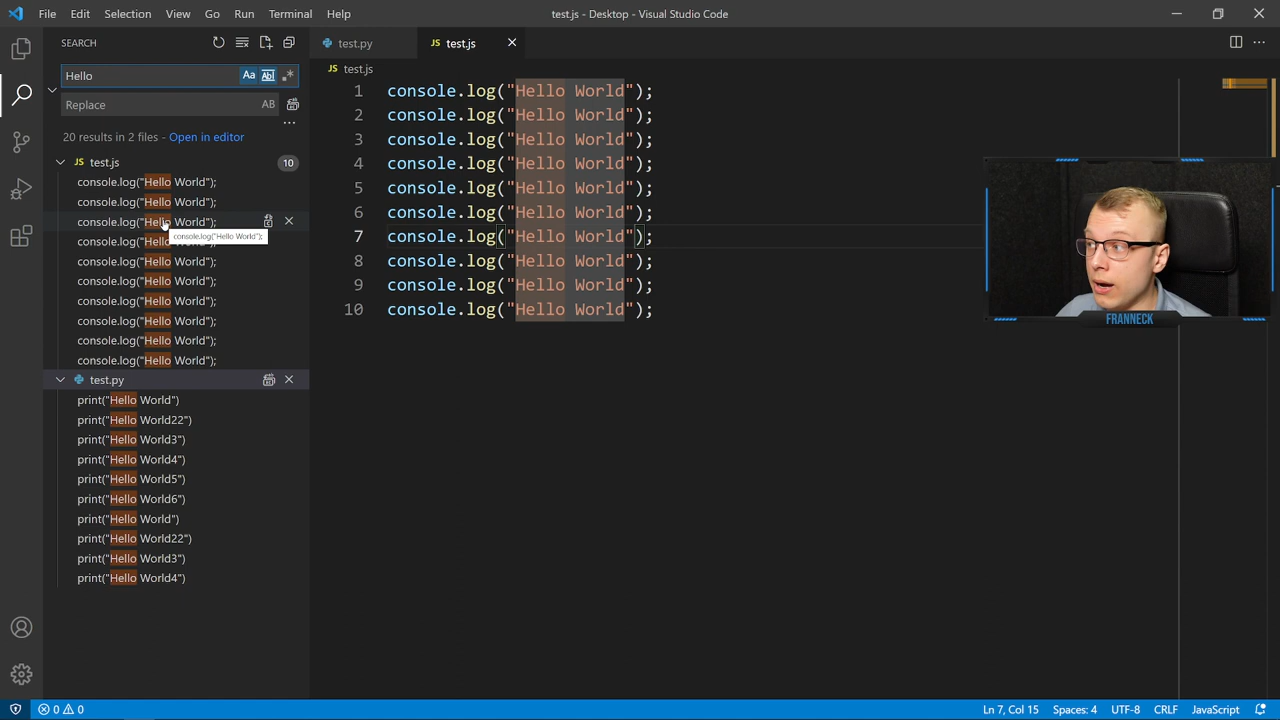 File Edit Selection View Go Run Terminal Help
test.js - Desktop - Visual Studio Code
SEARCH
Hello
Aa
Abl
.*
Replace
AB
...
20 results in 2 files - Open in editor
JS test.js 10
console.log("Hello World");
console.log("Hello World");
console.log("Hello World");
console.log("Hello World");
console.log("Hello World");
console.log("Hello World");
console.log("Hello World");
console.log("Hello World");
console.log("Hello World");
console.log("Hello World");
console.log("Hello World");
test.py
print("Hello World")
print("Hello World22")
print("Hello World3")
print("Hello World4")
print("Hello World5")
print("Hello World6")
print("Hello World")
print("Hello World22")
print("Hello World3")
print("Hello World4")
test.py
JS test.js
JS test.js
1 console.log("Hello World");
2 console.log("Hello World");
3 console.log("Hello World");
4 console.log("Hello World");
5 console.log("Hello World");
6 console.log("Hello World");
7 console.log("Hello World");
8 console.log("Hello World");
9 console.log("Hello World");
10 console.log("Hello World");
FRANNECK
0 0
Ln 7, Col 15 Spaces: 4 UTF-8 CRLF JavaScript